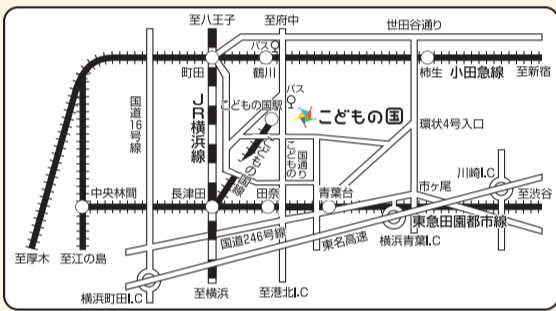 至八王子
至府中
世田谷通り
バス
町田
鶴川
柿生
小田急線
至新宿
国道16号線
JR横浜線
こどもの国駅
バス
こどもの国
環状4号入口
こどもの国線
こどもの国通り
川崎I.C
中央林間
長津田
田奈
青葉台
市ヶ尾
至渋谷
東急田園都市線
国道246号線
東名高速
横浜青葉I.C
至厚木
至江の島
横浜町田I.C
至横浜
至港北I.C